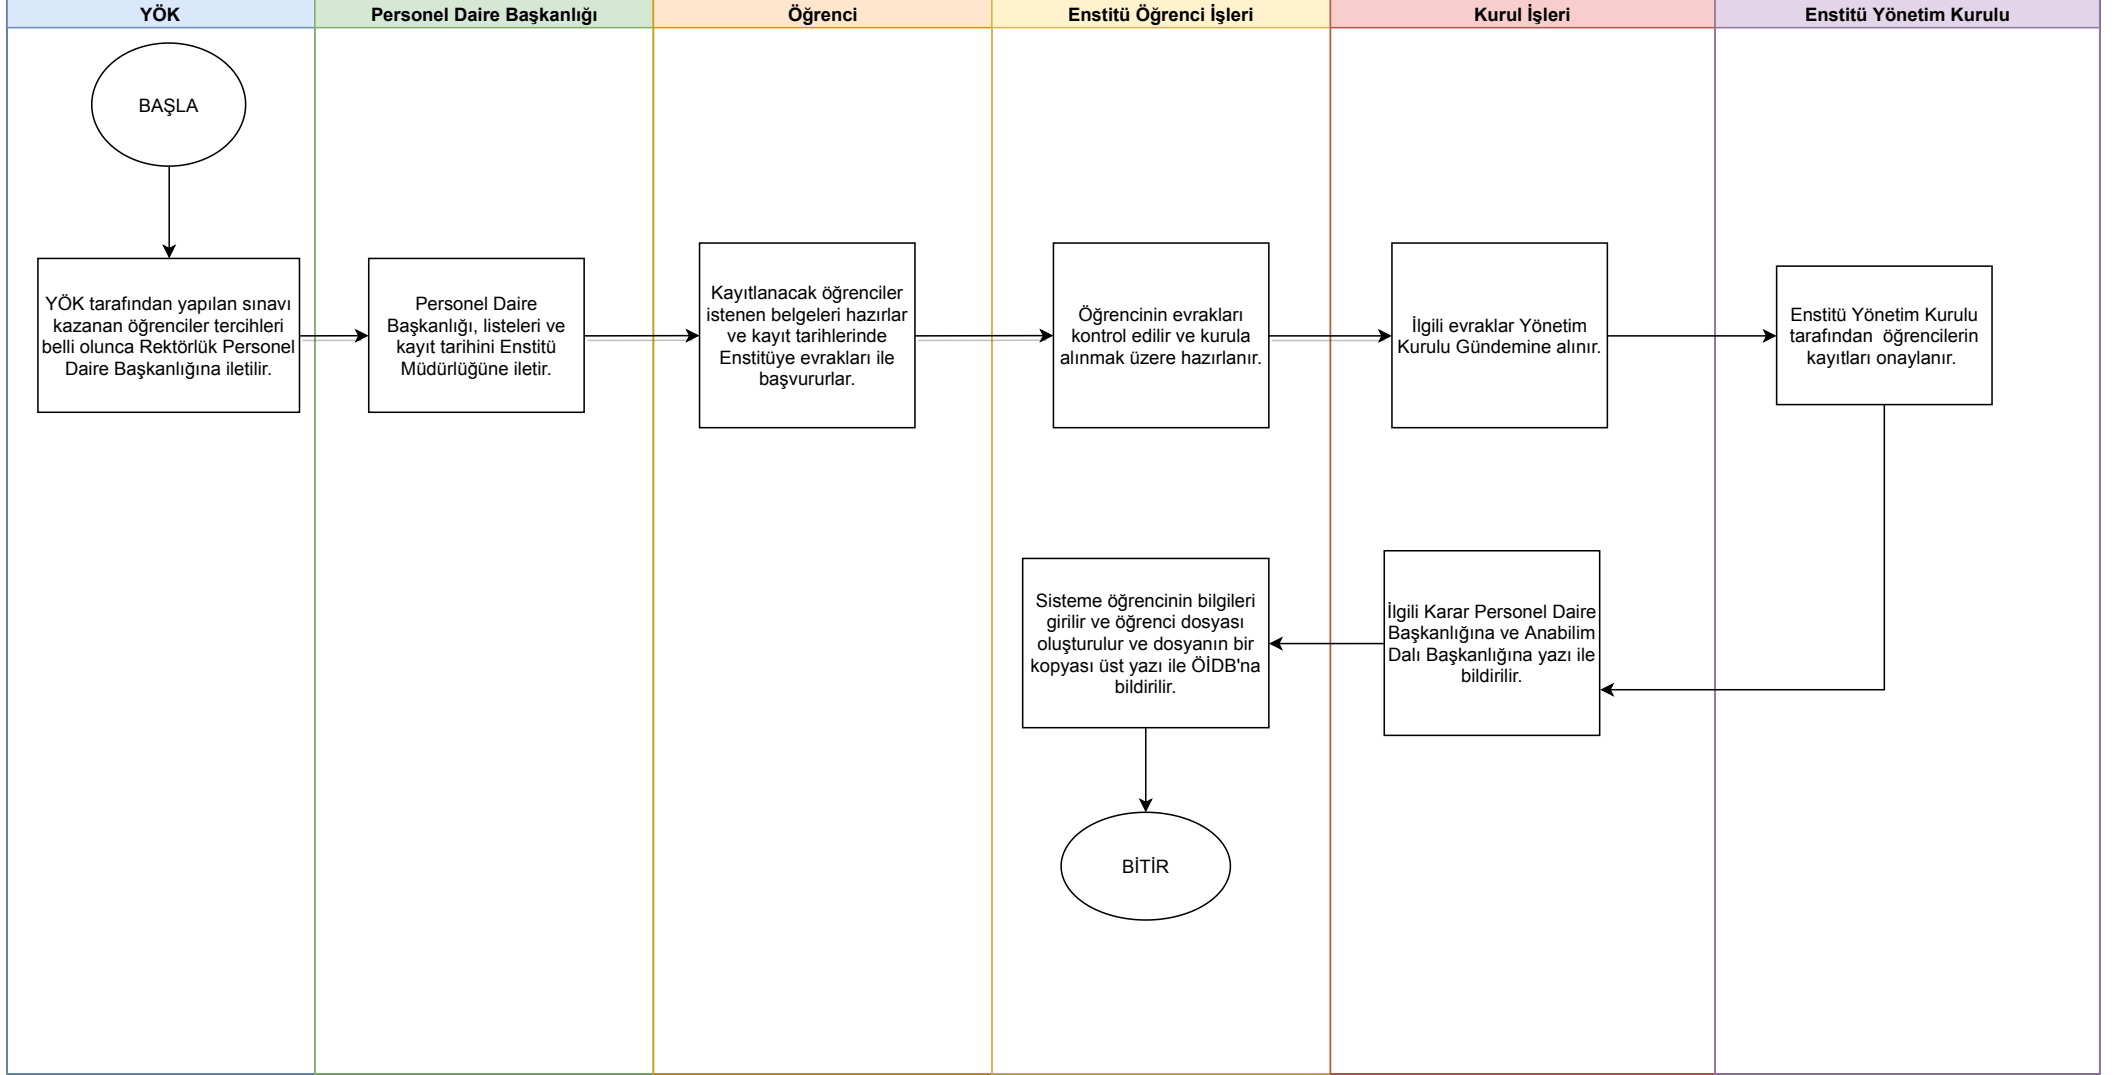 YÖK
Personel Daire Başkanlığı
Öğrenci
Enstitü Öğrenci İşleri
Kurul İşleri
Enstitü Yönetim Kurulu
BAŞLA
YÖK tarafından yapılan sınavı
kazanan öğrenciler tercihleri
belli olunca Rektörlük Personel
Daire Başkanlığına iletilir.
Personel Daire
Başkanlığı, listeleri ve
kayıt tarihini Enstitü
Müdürlüğüne iletir.
Kayıtlanacak öğrenciler
istenen belgeleri hazırlar
ve kayıt tarihlerinde
Enstitüye evrakları ile
başvururlar.
Öğrencinin evrakları
kontrol edilir ve kurula
alınmak üzere hazırlanır.
İlgili evraklar Yönetim
Kurulu Gündemine alınır.
Enstitü Yönetim Kurulu
tarafından  öğrencilerin
kayıtları onaylanır.
İlgili Karar Personel Daire
Başkanlığına ve Anabilim
Dalı Başkanlığına yazı ile
bildirilir.
Sisteme öğrencinin bilgileri
girilir ve öğrenci dosyası
oluşturulur ve dosyanın bir
kopyası üst yazı ile ÖİDB'na
bildirilir.
BİTİR